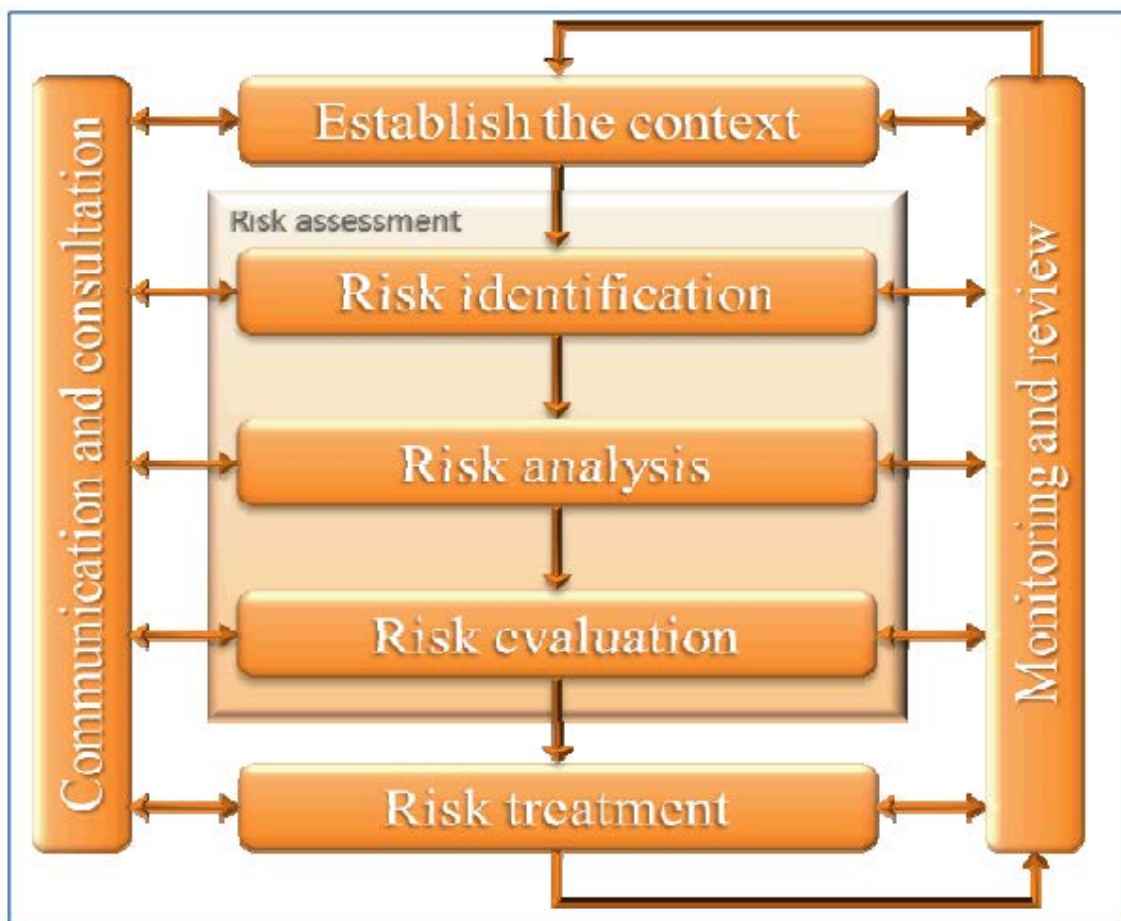 Establish the context
Communication and consultation
Risk assessment
Risk identification
Risk analysis
Risk evaluation
Risk treatment
Monitoring and review